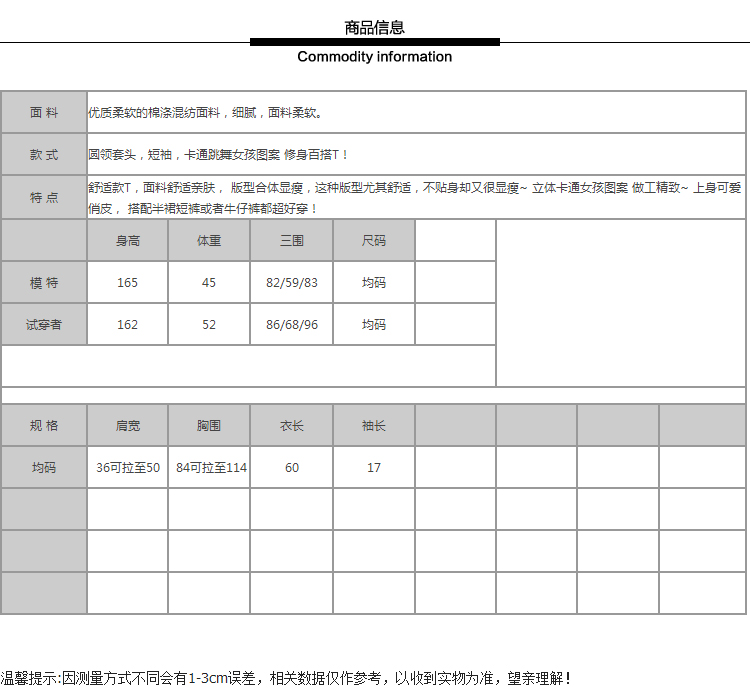 商品信息
Commodity information
面 料 优质柔软的棉涤混纺面料，细腻，面料柔软。
款 式 圆领套头，短袖，卡通跳舞女孩图案 修身百搭T！
特 点 舒适款T，面料舒适亲肤， 版型合体显瘦，这种版型尤其舒适，不贴身却又很显瘦~ 立体卡通女孩图案 做工精致~ 上身可爱
俏皮， 搭配半裙短裤或者牛仔裤都超好穿！
身高 体重 三围 尺码
模 特 165 45 82/59/83 均码
试穿者 162 52 86/68/96 均码
规 格 肩宽 胸围 衣长 袖长
均码 36可拉至50 84可拉至114 60 17
温馨提示:因测量方式不同会有1-3cm误差，相关数据仅作参考，以收到实物为准，望亲理解！